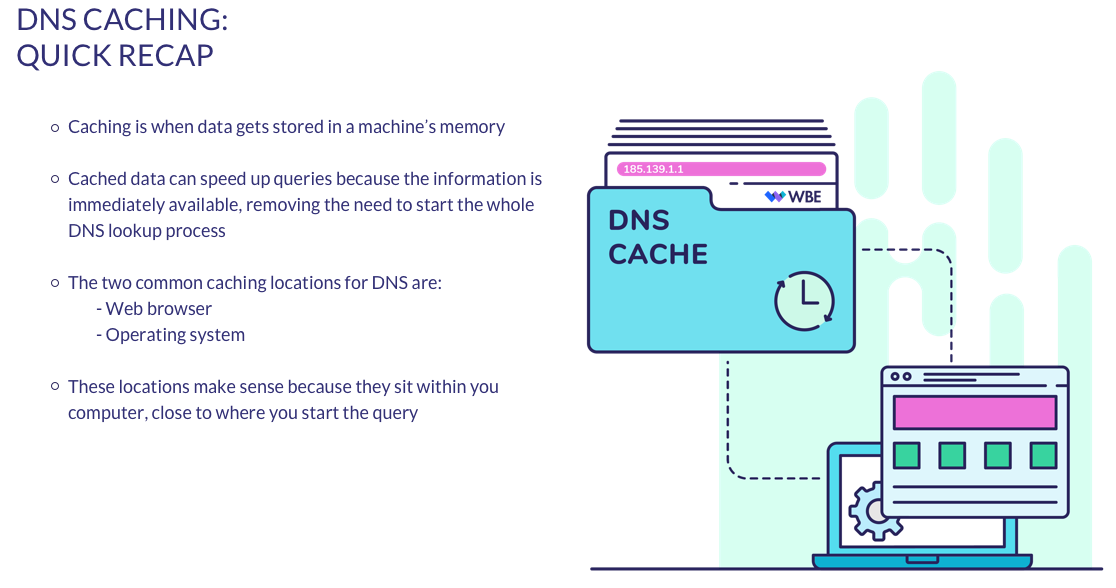 DNS CACHING:
QUICK RECAP
○ Caching is when data gets stored in a machine’s memory
○ Cached data can speed up queries because the information is
immediately available, removing the need to start the whole
DNS lookup process
○ The two common caching locations for DNS are:
- Web browser
- Operating system
○ These locations make sense because they sit within you
computer, close to where you start the query
185.139.1.1
WBE
DNS
CACHE